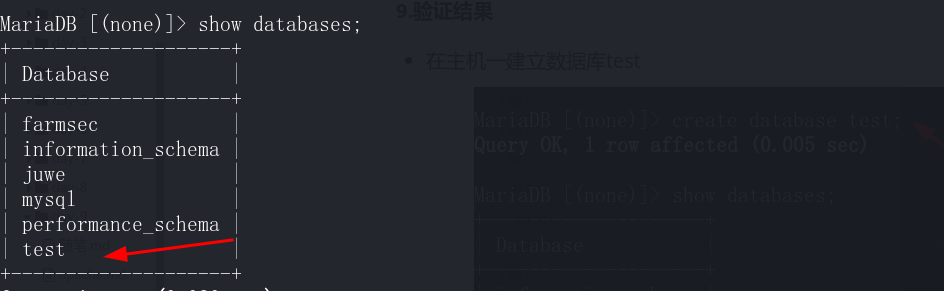 MariaDB [(none)]> show databases;
+--------------------+
| Database           |
+--------------------+
| farmsec            |
| information_schema |
| juwe               |
| mysql              |
| performance_schema |
| test               |
+--------------------+
9.验证结果
• 在主机一建立数据库test
MariaDB [(none)]> create database test;
Query OK, 1 row affected (0.005 sec)
MariaDB [(none)]> show databases;
| Database |